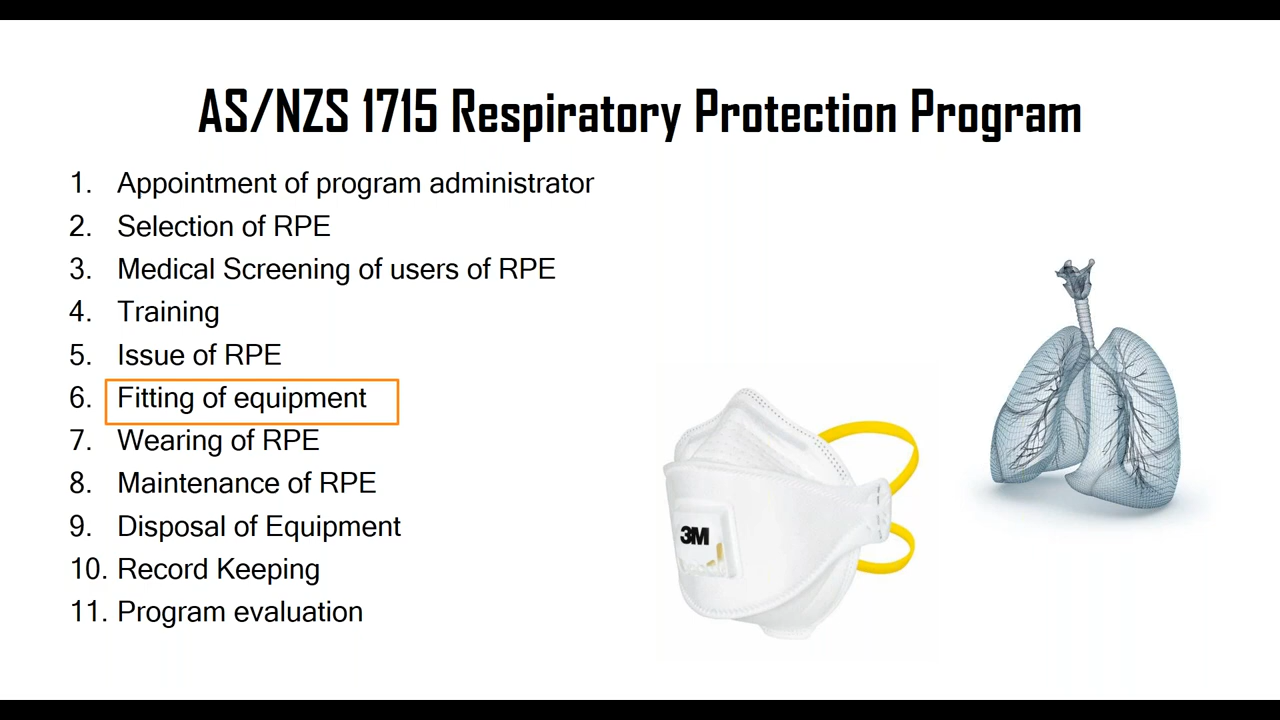 AS/NZS 1715 Respiratory Protection Program
1. Appointment of program administrator
2. Selection of RPE
3. Medical Screening of users of RPE
4. Training
5. Issue of RPE
6. Fitting of equipment
7. Wearing of RPE
8. Maintenance of RPE
9. Disposal of Equipment
10. Record Keeping
11. Program evaluation
3M